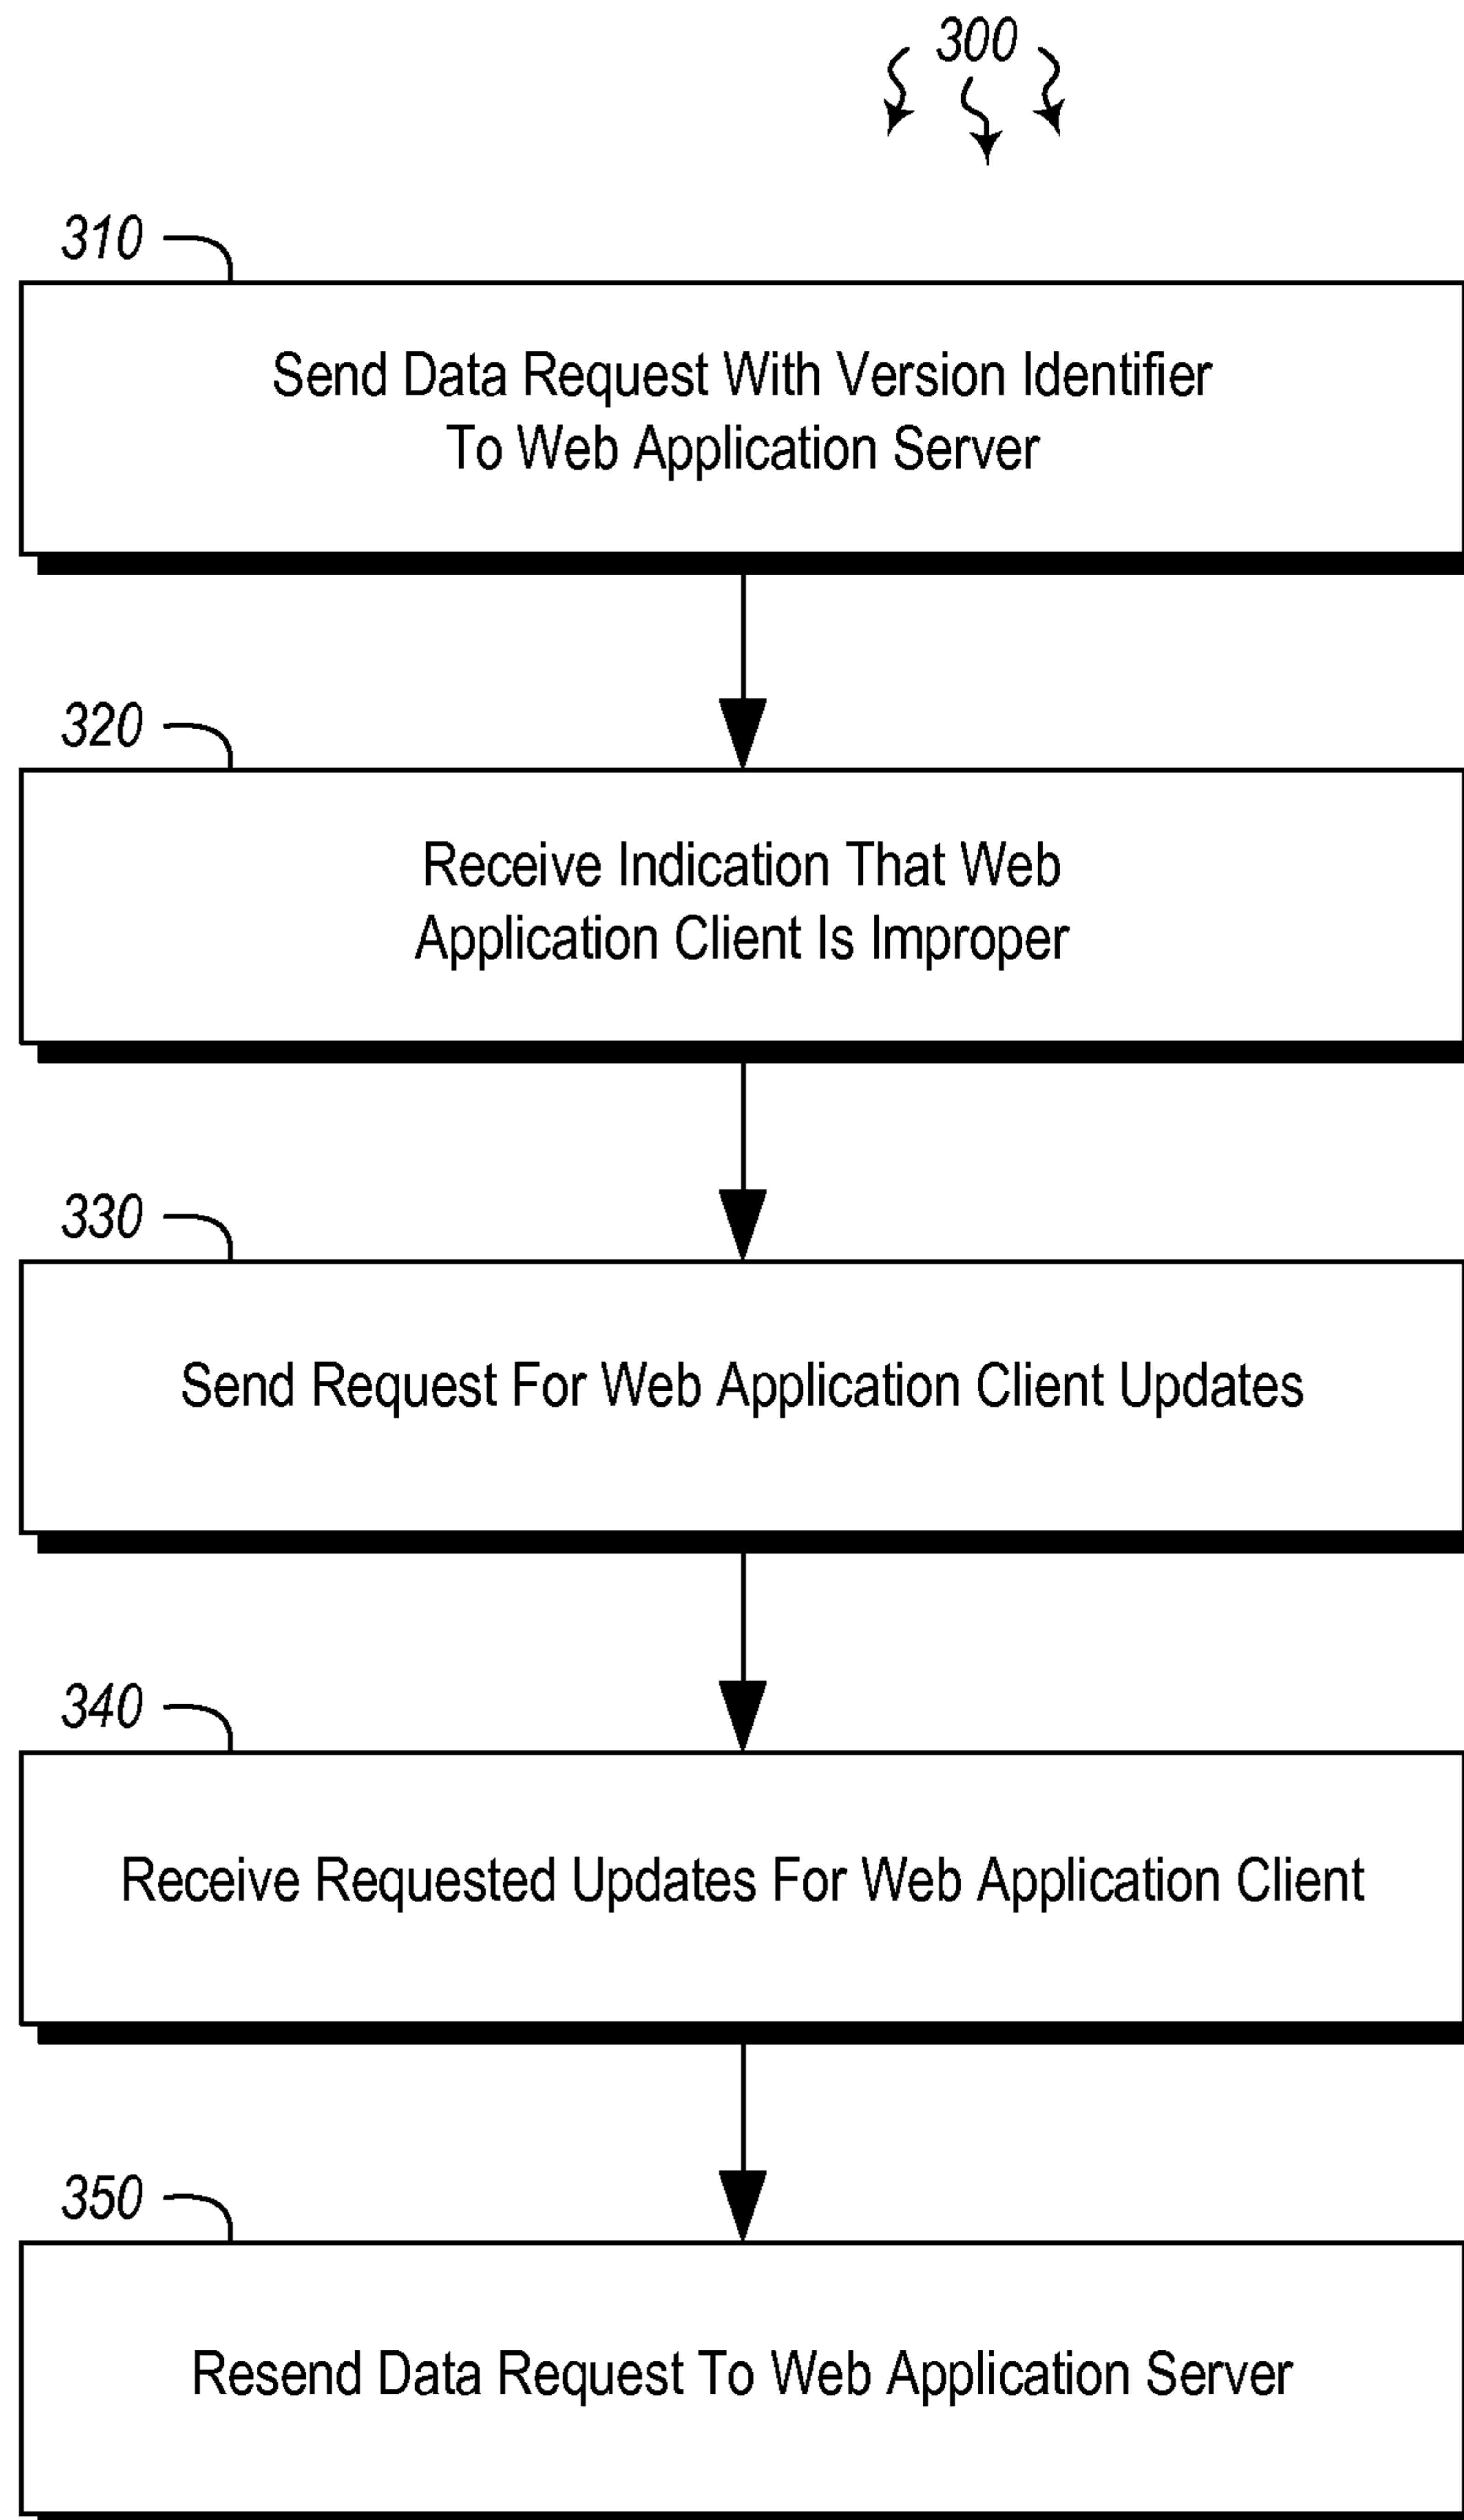 300
310
Send Data Request With Version Identifier
To Web Application Server
320
Receive Indication That Web
Application Client Is Improper
330
Send Request For Web Application Client Updates
340
Receive Requested Updates For Web Application Client
350
Resend Data Request To Web Application Server